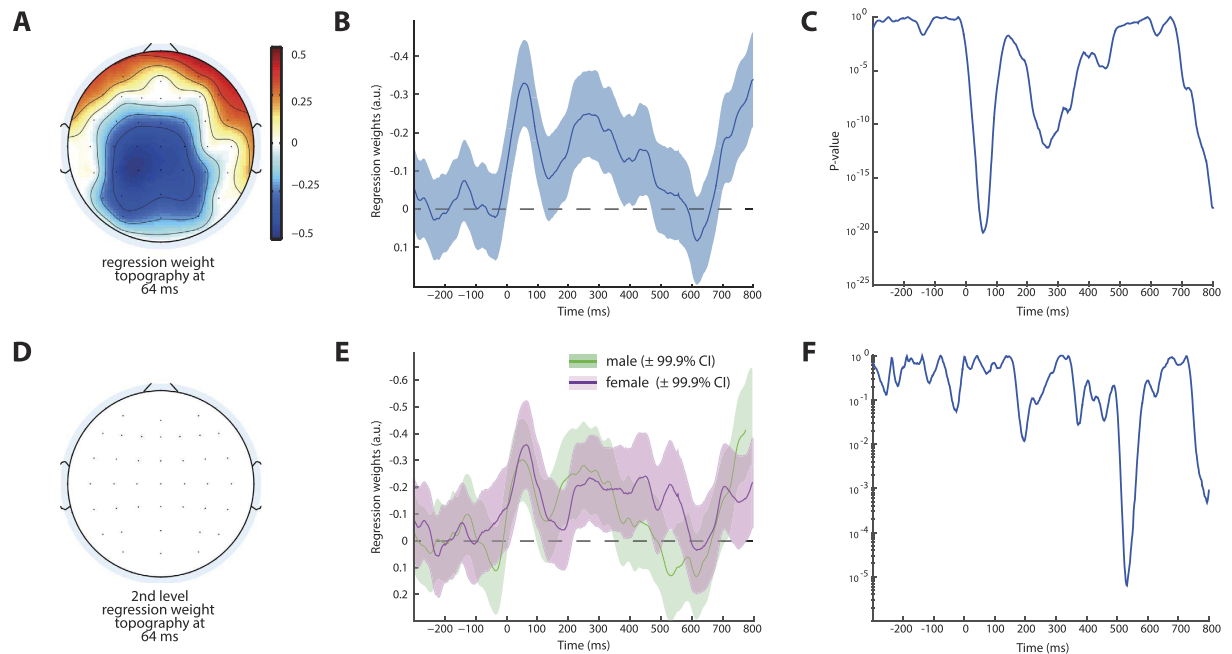 A
0.5
0.25
0
−0.25
−0.5
regression weight
topography at
64 ms
B
Regression weights (a.u.)
-0.4
-0.3
-0.2
-0.1
0
0.1
−200 −100 0 100 200 300 400 500 600 700 800
Time (ms)
C
P-value
10^0
10^-5
10^-10
10^-15
10^-20
10^-25
-200 -100 0 100 200 300 400 500 600 700 800
Time (ms)
D
2nd level
regression weight
topography at
64 ms
E
male (± 99.9% CI)
female (± 99.9% CI)
Regression weights (a.u.)
-0.6
-0.5
-0.4
-0.3
-0.2
-0.1
0
0.1
0.2
−200 −100 0 100 200 300 400 500 600 700 800
Time (ms)
F
10^0
10^-1
10^-2
10^-3
10^-4
10^-5
-200 -100 0 100 200 300 400 500 600 700 800
Time (ms)